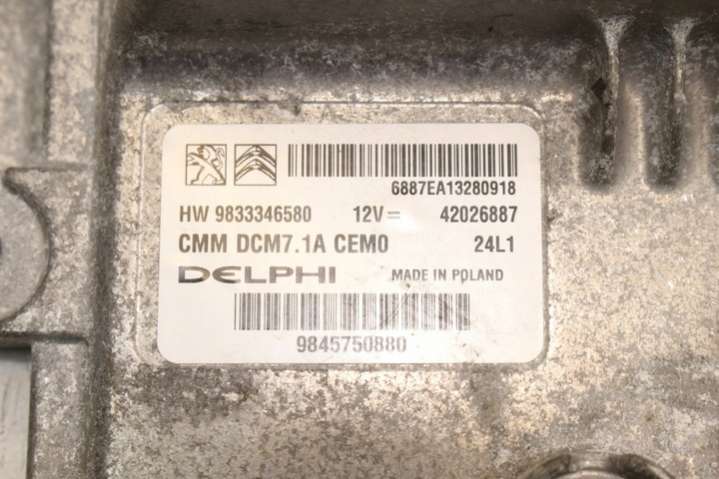 6887EA13280918
HW 9833346580 12V= 42026887
CMM DCM7.1A CEM0 24L1
DELPHI MADE IN POLAND
9845750880